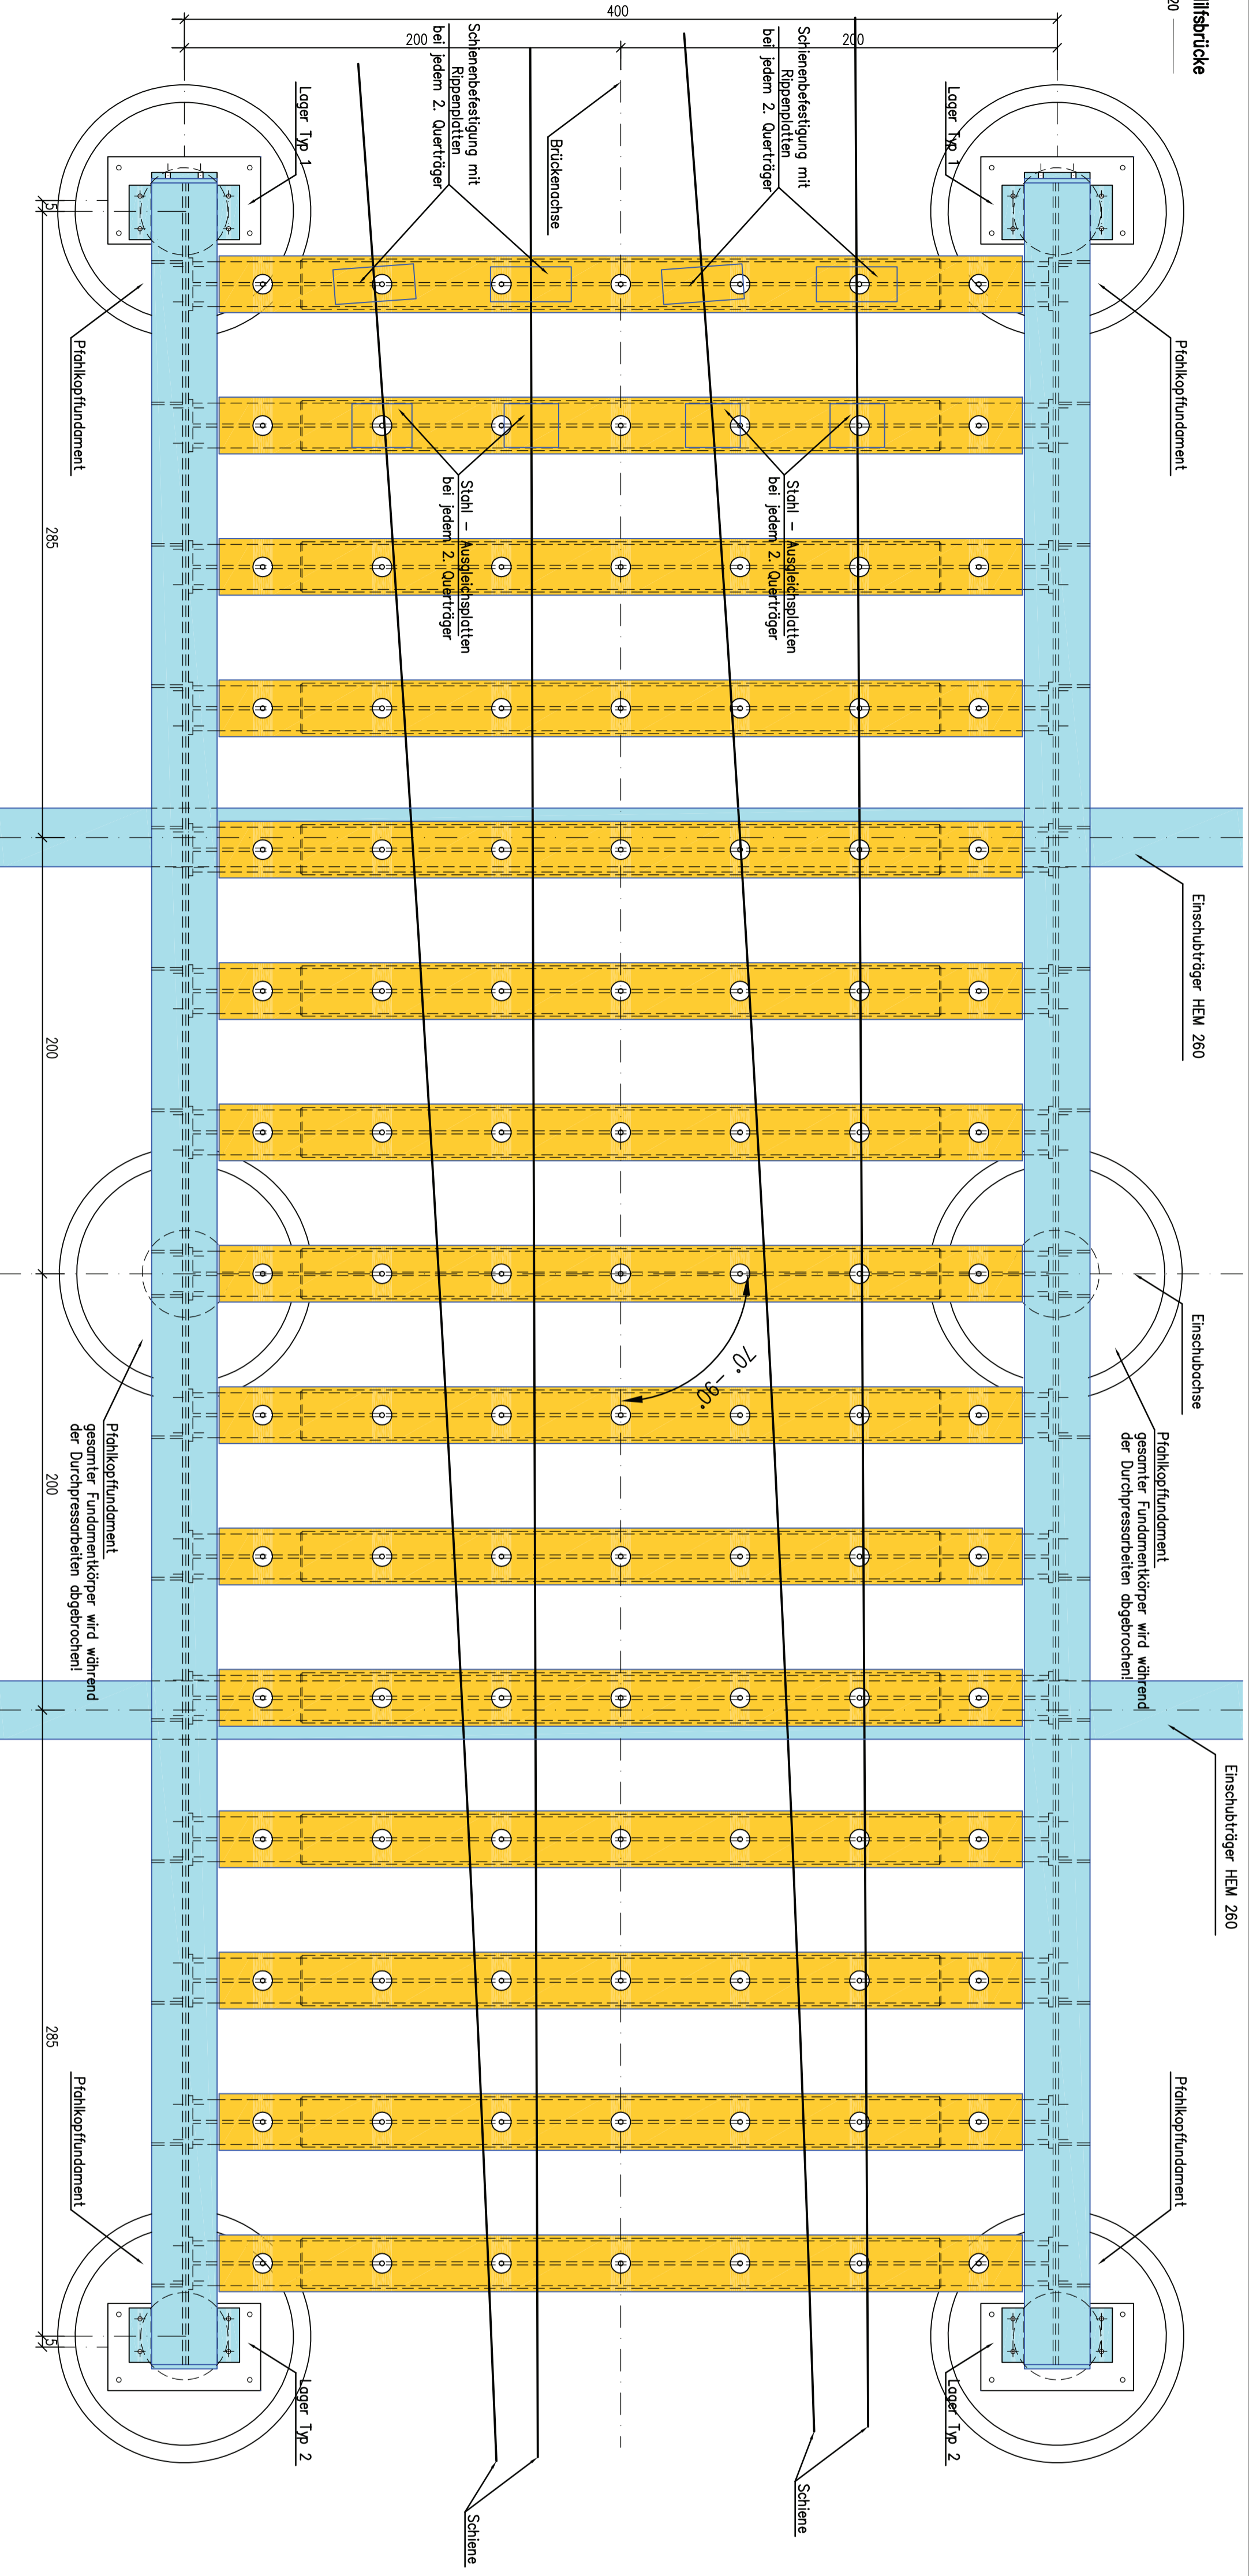 ilfsbrücke
20
400
200
200
Schienenbefestigung mit
Rippenplatten
bei jedem 2. Querträger
Schienenbefestigung mit
Rippenplatten
bei jedem 2. Querträger
Brückenachse
Lager Typ 1
Lager Typ 1
5
Pfahlkopffundament
Pfahlkopffundament
Stahl – Ausgleichsplatten
bei jedem 2. Querträger
Stahl – Ausgleichsplatten
bei jedem 2. Querträger
285
Einschubträger HEM 260
200
Einschubachse
70° -90°
Pfahlkopffundament
gesamter Fundamentkörper wird während
der Durchpressarbeiten abgebrochen!
Pfahlkopffundament
gesamter Fundamentkörper wird während
der Durchpressarbeiten abgebrochen!
200
Einschubträger HEM 260
285
Pfahlkopffundament
Pfahlkopffundament
5
Lager Typ 2
Lager Typ 2
Schiene
Schiene